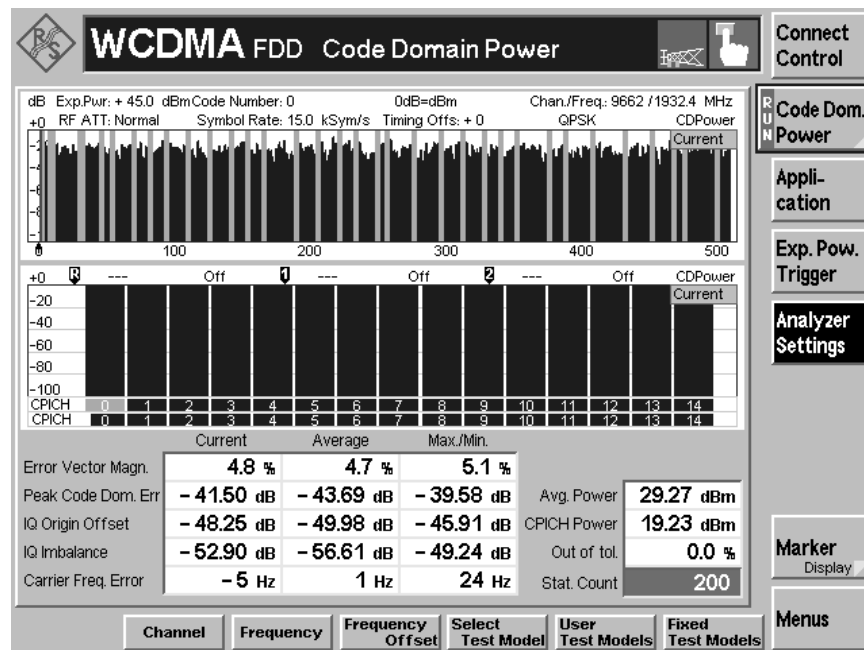 R&S
WCDMA FDD Code Domain Power
Connect Control
dB Exp.Pwr: + 45.0 dBm Code Number: 0 0dB=dBm Chan./Freq.: 9662 / 1932.4 MHz
+0 RF ATT: Normal Symbol Rate: 15.0 kSym/s Timing Offs: + 0 QPSK CDPower
Current
0 100 200 300 400 500
+0 R --- Off 1 --- Off 2 --- Off CDPower
Current
-20
-40
-60
-80
-100
CPICH 0 1 2 3 4 5 6 7 8 9 10 11 12 13 14
CPICH 0 1 2 3 4 5 6 7 8 9 10 11 12 13 14
Current Average Max./Min.
Error Vector Magn. 4.8 % 4.7 % 5.1 %
Peak Code Dom. Err – 41.50 dB – 43.69 dB – 39.58 dB Avg. Power 29.27 dBm
IQ Origin Offset – 48.25 dB – 49.98 dB – 45.91 dB CPICH Power 19.23 dBm
IQ Imbalance – 52.90 dB – 56.61 dB – 49.24 dB Out of tol. 0.0 %
Carrier Freq. Error – 5 Hz 1 Hz 24 Hz Stat. Count 200
RUN
Code Dom. Power
Appli-
cation
Exp. Pow.
Trigger
Analyzer
Settings
Marker
Display
Menus
Channel
Frequency
Frequency Offset
Select Test Model
User Test Models
Fixed Test Models